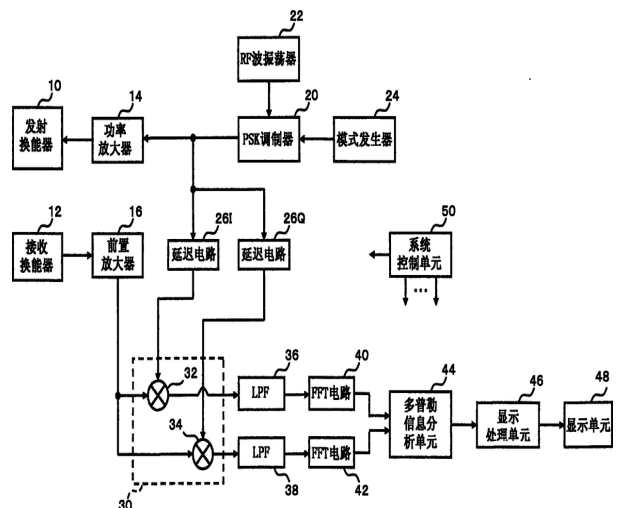 22
RF波振荡器
10
14
20
24
发射
换能器
功率
放大器
PSK调制器
模式发生器
12
16
26I
26Q
50
接收
换能器
前置
放大器
延迟电路
延迟电路
系统
控制单元
...
32
36
40
44
46
48
LPF
FFT电路
多普勒
信息分
析单元
显示
处理单元
显示单元
34
LPF
FFT电路
30
38
42